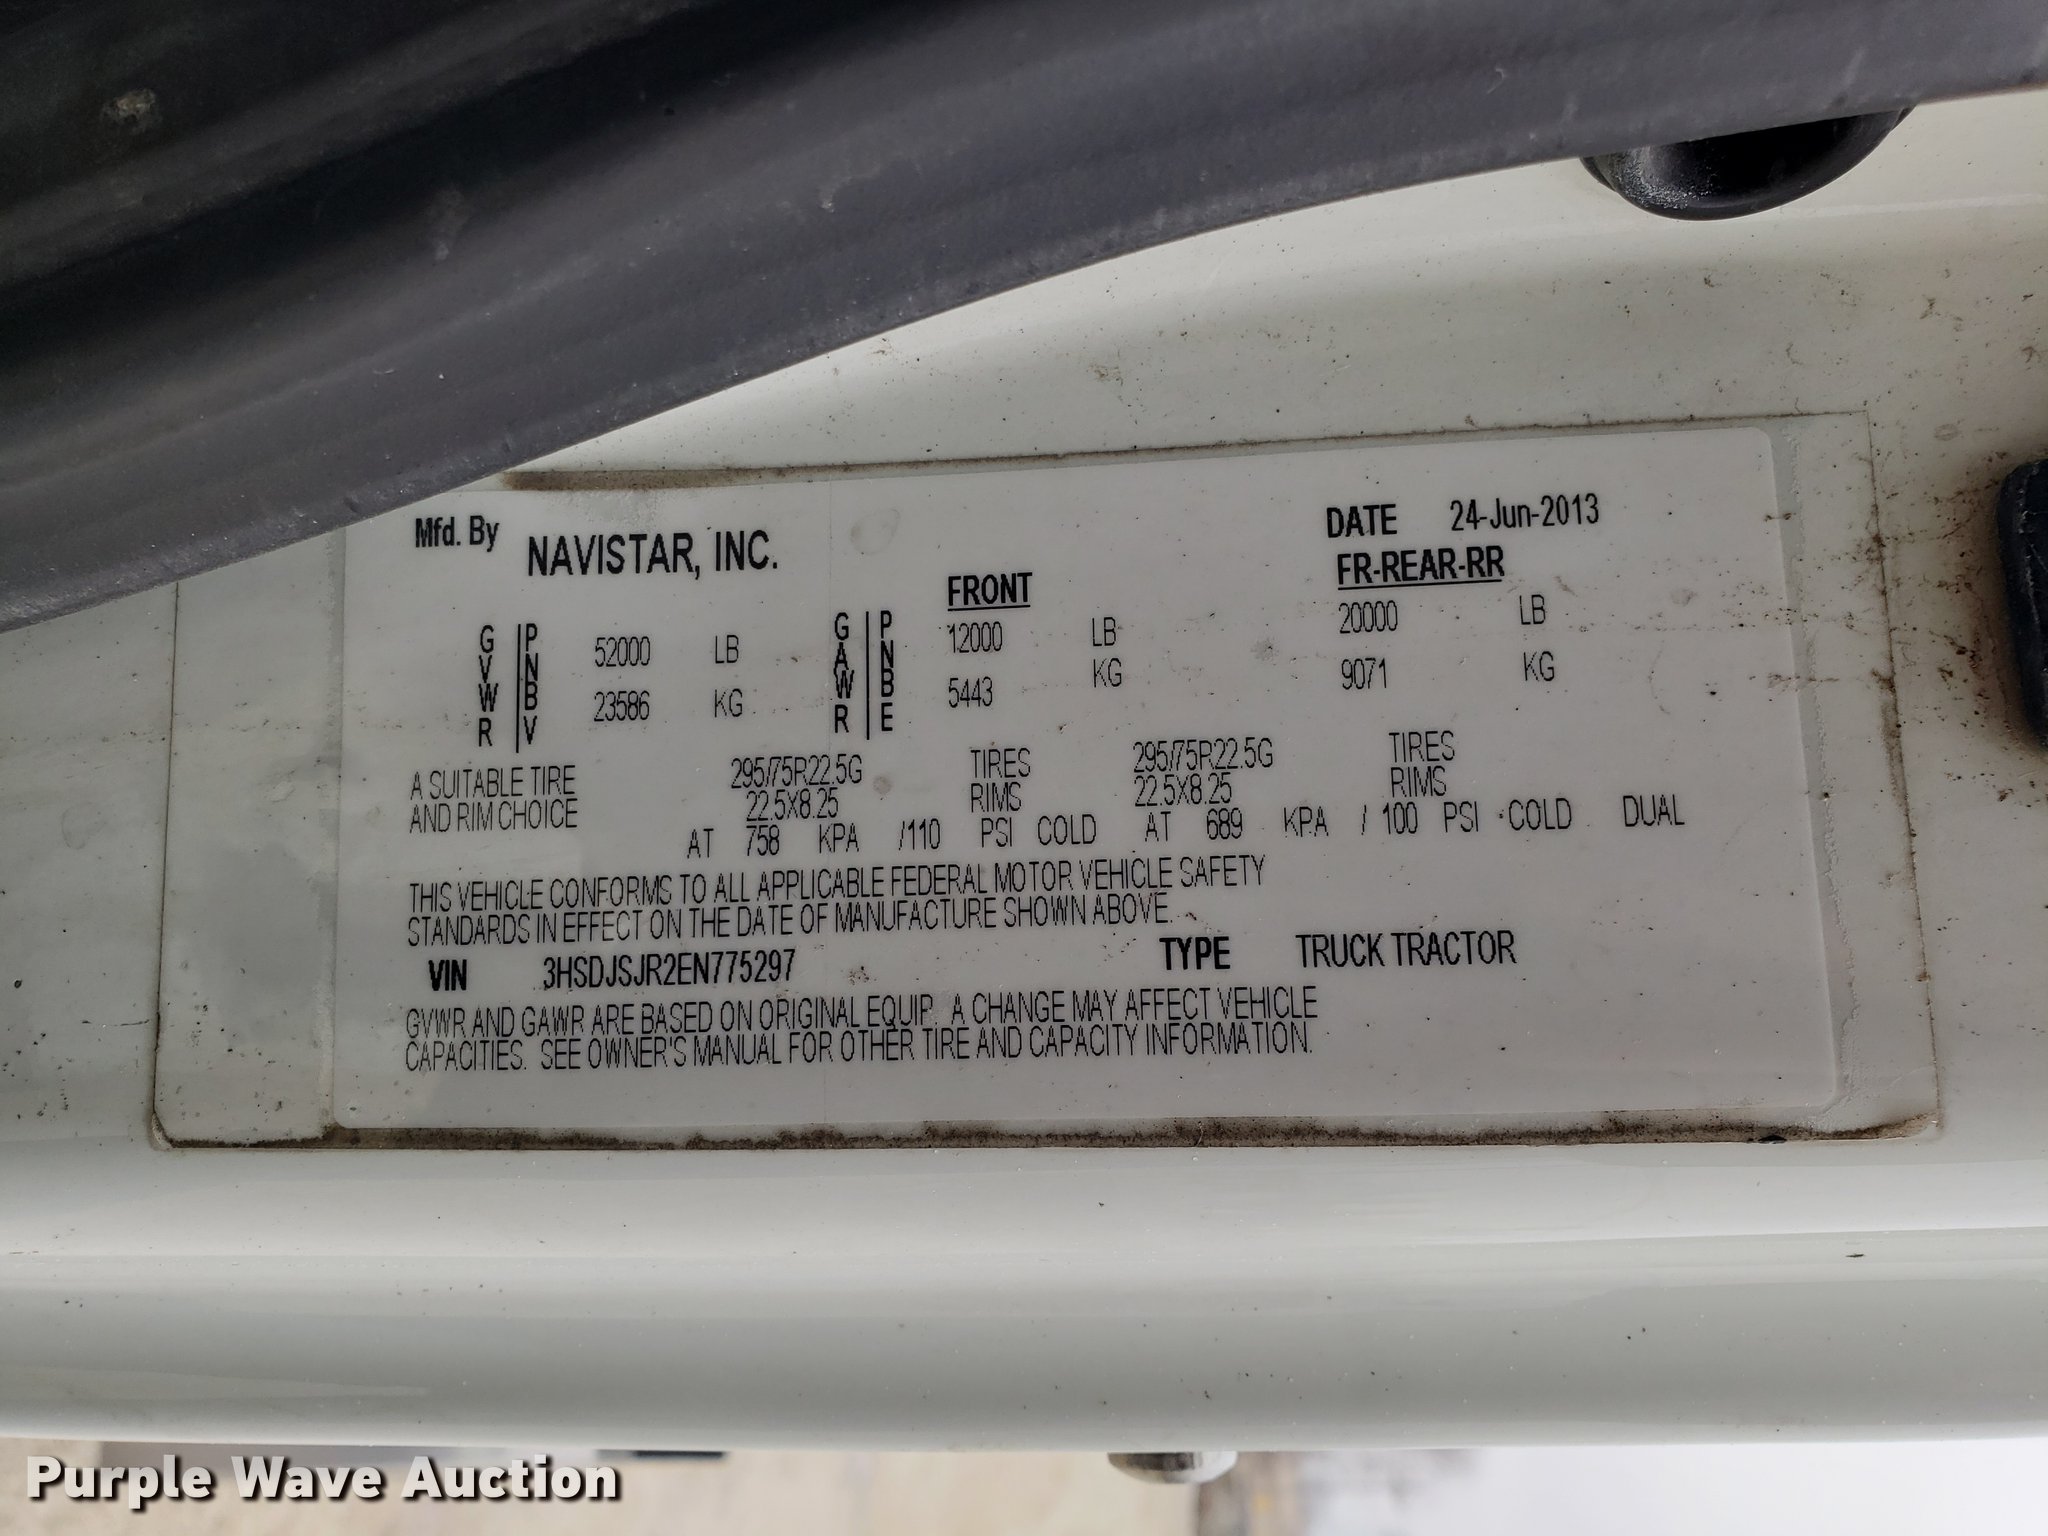 Mfd. By NAVISTAR, INC. DATE 24-Jun-2013
FRONT FR-REAR-RR
GVWR PNBV 52000 LB GAWR PNBE 12000 LB 20000 LB
23586 KG 5443 KG 9071 KG
A SUITABLE TIRE 295/75R22.5G TIRES 295/75R22.5G TIRES
AND RIM CHOICE 22.5X8.25 RIMS 22.5X8.25 RIMS
AT 758 KPA /110 PSI COLD AT 689 KPA / 100 PSI COLD DUAL
THIS VEHICLE CONFORMS TO ALL APPLICABLE FEDERAL MOTOR VEHICLE SAFETY
STANDARDS IN EFFECT ON THE DATE OF MANUFACTURE SHOWN ABOVE.
VIN 3HSDJSJR2EN775297 TYPE TRUCK TRACTOR
GVWR AND GAWR ARE BASED ON ORIGINAL EQUIP. A CHANGE MAY AFFECT VEHICLE
CAPACITIES. SEE OWNER'S MANUAL FOR OTHER TIRE AND CAPACITY INFORMATION.
Purple Wave Auction